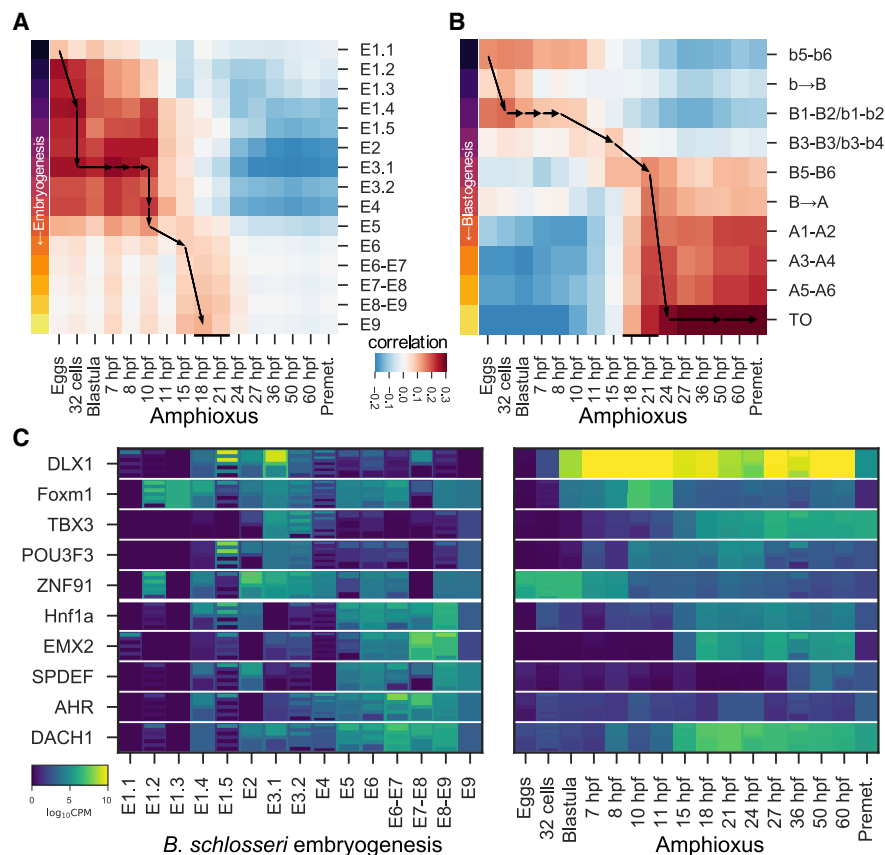 A
←Embryogenesis
E1.1
E1.2
E1.3
E1.4
E1.5
E2
E3.1
E3.2
E4
E5
E6
E6-E7
E7-E8
E8-E9
E9
Eggs
32 cells
Blastula
7 hpf
8 hpf
10 hpf
11 hpf
15 hpf
18 hpf
21 hpf
24 hpf
27 hpf
36 hpf
50 hpf
60 hpf
Premet.
Amphioxus
correlation
−0.2
−0.1
0.0
0.1
0.2
0.3
B
←Blastogenesis
b5-b6
b→B
B1-B2/b1-b2
B3-B3/b3-b4
B5-B6
B→A
A1-A2
A3-A4
A5-A6
TO
Eggs
32 cells
Blastula
7 hpf
8 hpf
10 hpf
11 hpf
15 hpf
18 hpf
21 hpf
24 hpf
27 hpf
36 hpf
50 hpf
60 hpf
Premet.
Amphioxus
C
DLX1
Foxm1
TBX3
POU3F3
ZNF91
Hnf1a
EMX2
SPDEF
AHR
DACH1
0 10
log10CPM
E1.1
E1.2
E1.3
E1.4
E1.5
E2
E3.1
E3.2
E4
E5
E6
E6-E7
E7-E8
E8-E9
E9
B. schlosseri embryogenesis
Eggs
32 cells
Blastula
7 hpf
8 hpf
10 hpf
11 hpf
15 hpf
18 hpf
21 hpf
24 hpf
27 hpf
36 hpf
50 hpf
60 hpf
Premet.
Amphioxus